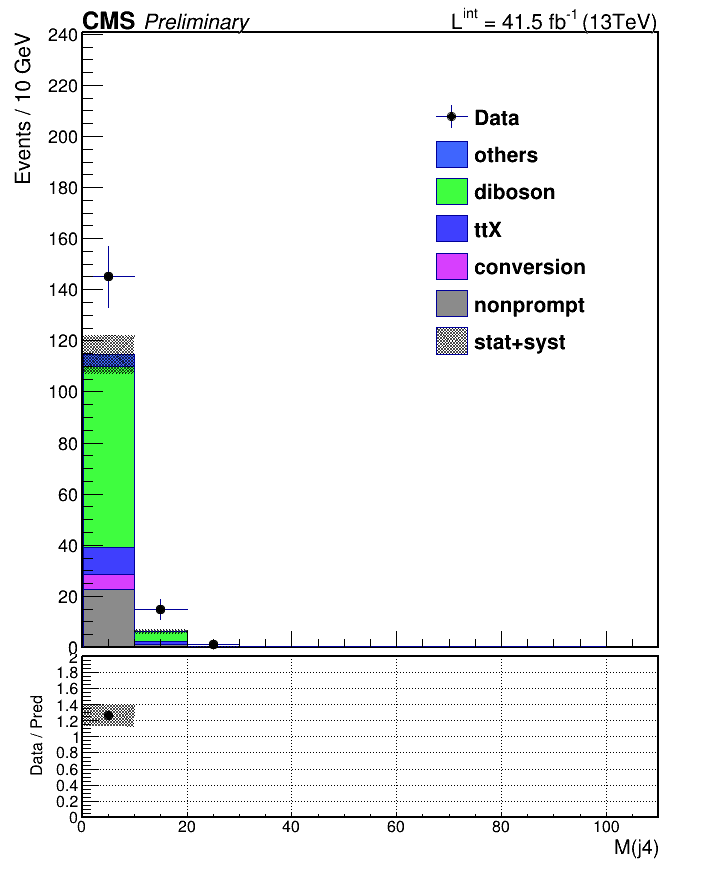 CMS Preliminary
L^int = 41.5 fb^-1 (13TeV)
Events / 10 GeV
240
220
200
180
160
140
120
100
80
60
40
20
0
Data
others
diboson
ttX
conversion
nonprompt
stat+syst
Data / Pred
2
1.8
1.6
1.4
1.2
1
0.8
0.6
0.4
0.2
0
0 20 40 60 80 100
M(j4)